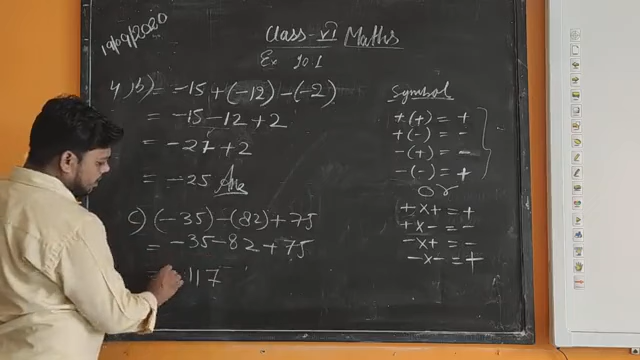 19/09/2020
Class - VI Maths
Ex 10.1
4, b) = -15 + (-12) - (-2)
= -15 - 12 + 2
= -27 + 2
= -25 Ans
c) (-35) - (82) + 75
= -35 - 82 + 75
117
Symbol
+ (+) = +
+ (-) = -
- (+) = -
- (-) = +
Or
+ x + = +
+ x - = -
- x + = -
- x - = +